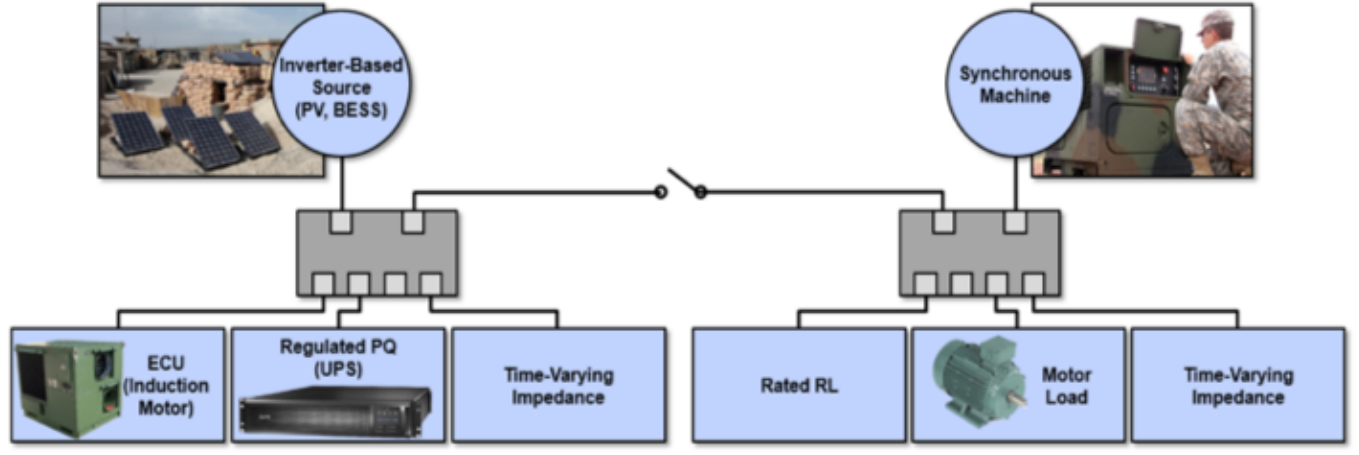 Inverter-Based
Source
(PV, BESS)
Synchronous
Machine
ECU
(Induction
Motor)
Regulated PQ
(UPS)
Time-Varying
Impedance
Rated RL
Motor
Load
Time-Varying
Impedance